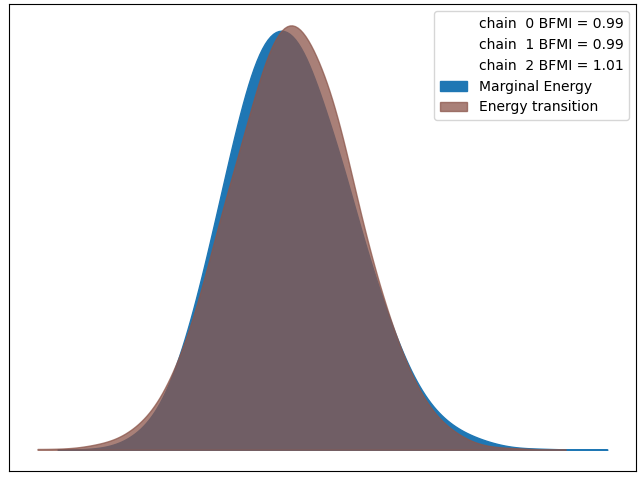 chain  0 BFMI = 0.99
chain  1 BFMI = 0.99
chain  2 BFMI = 1.01
Marginal Energy
Energy transition